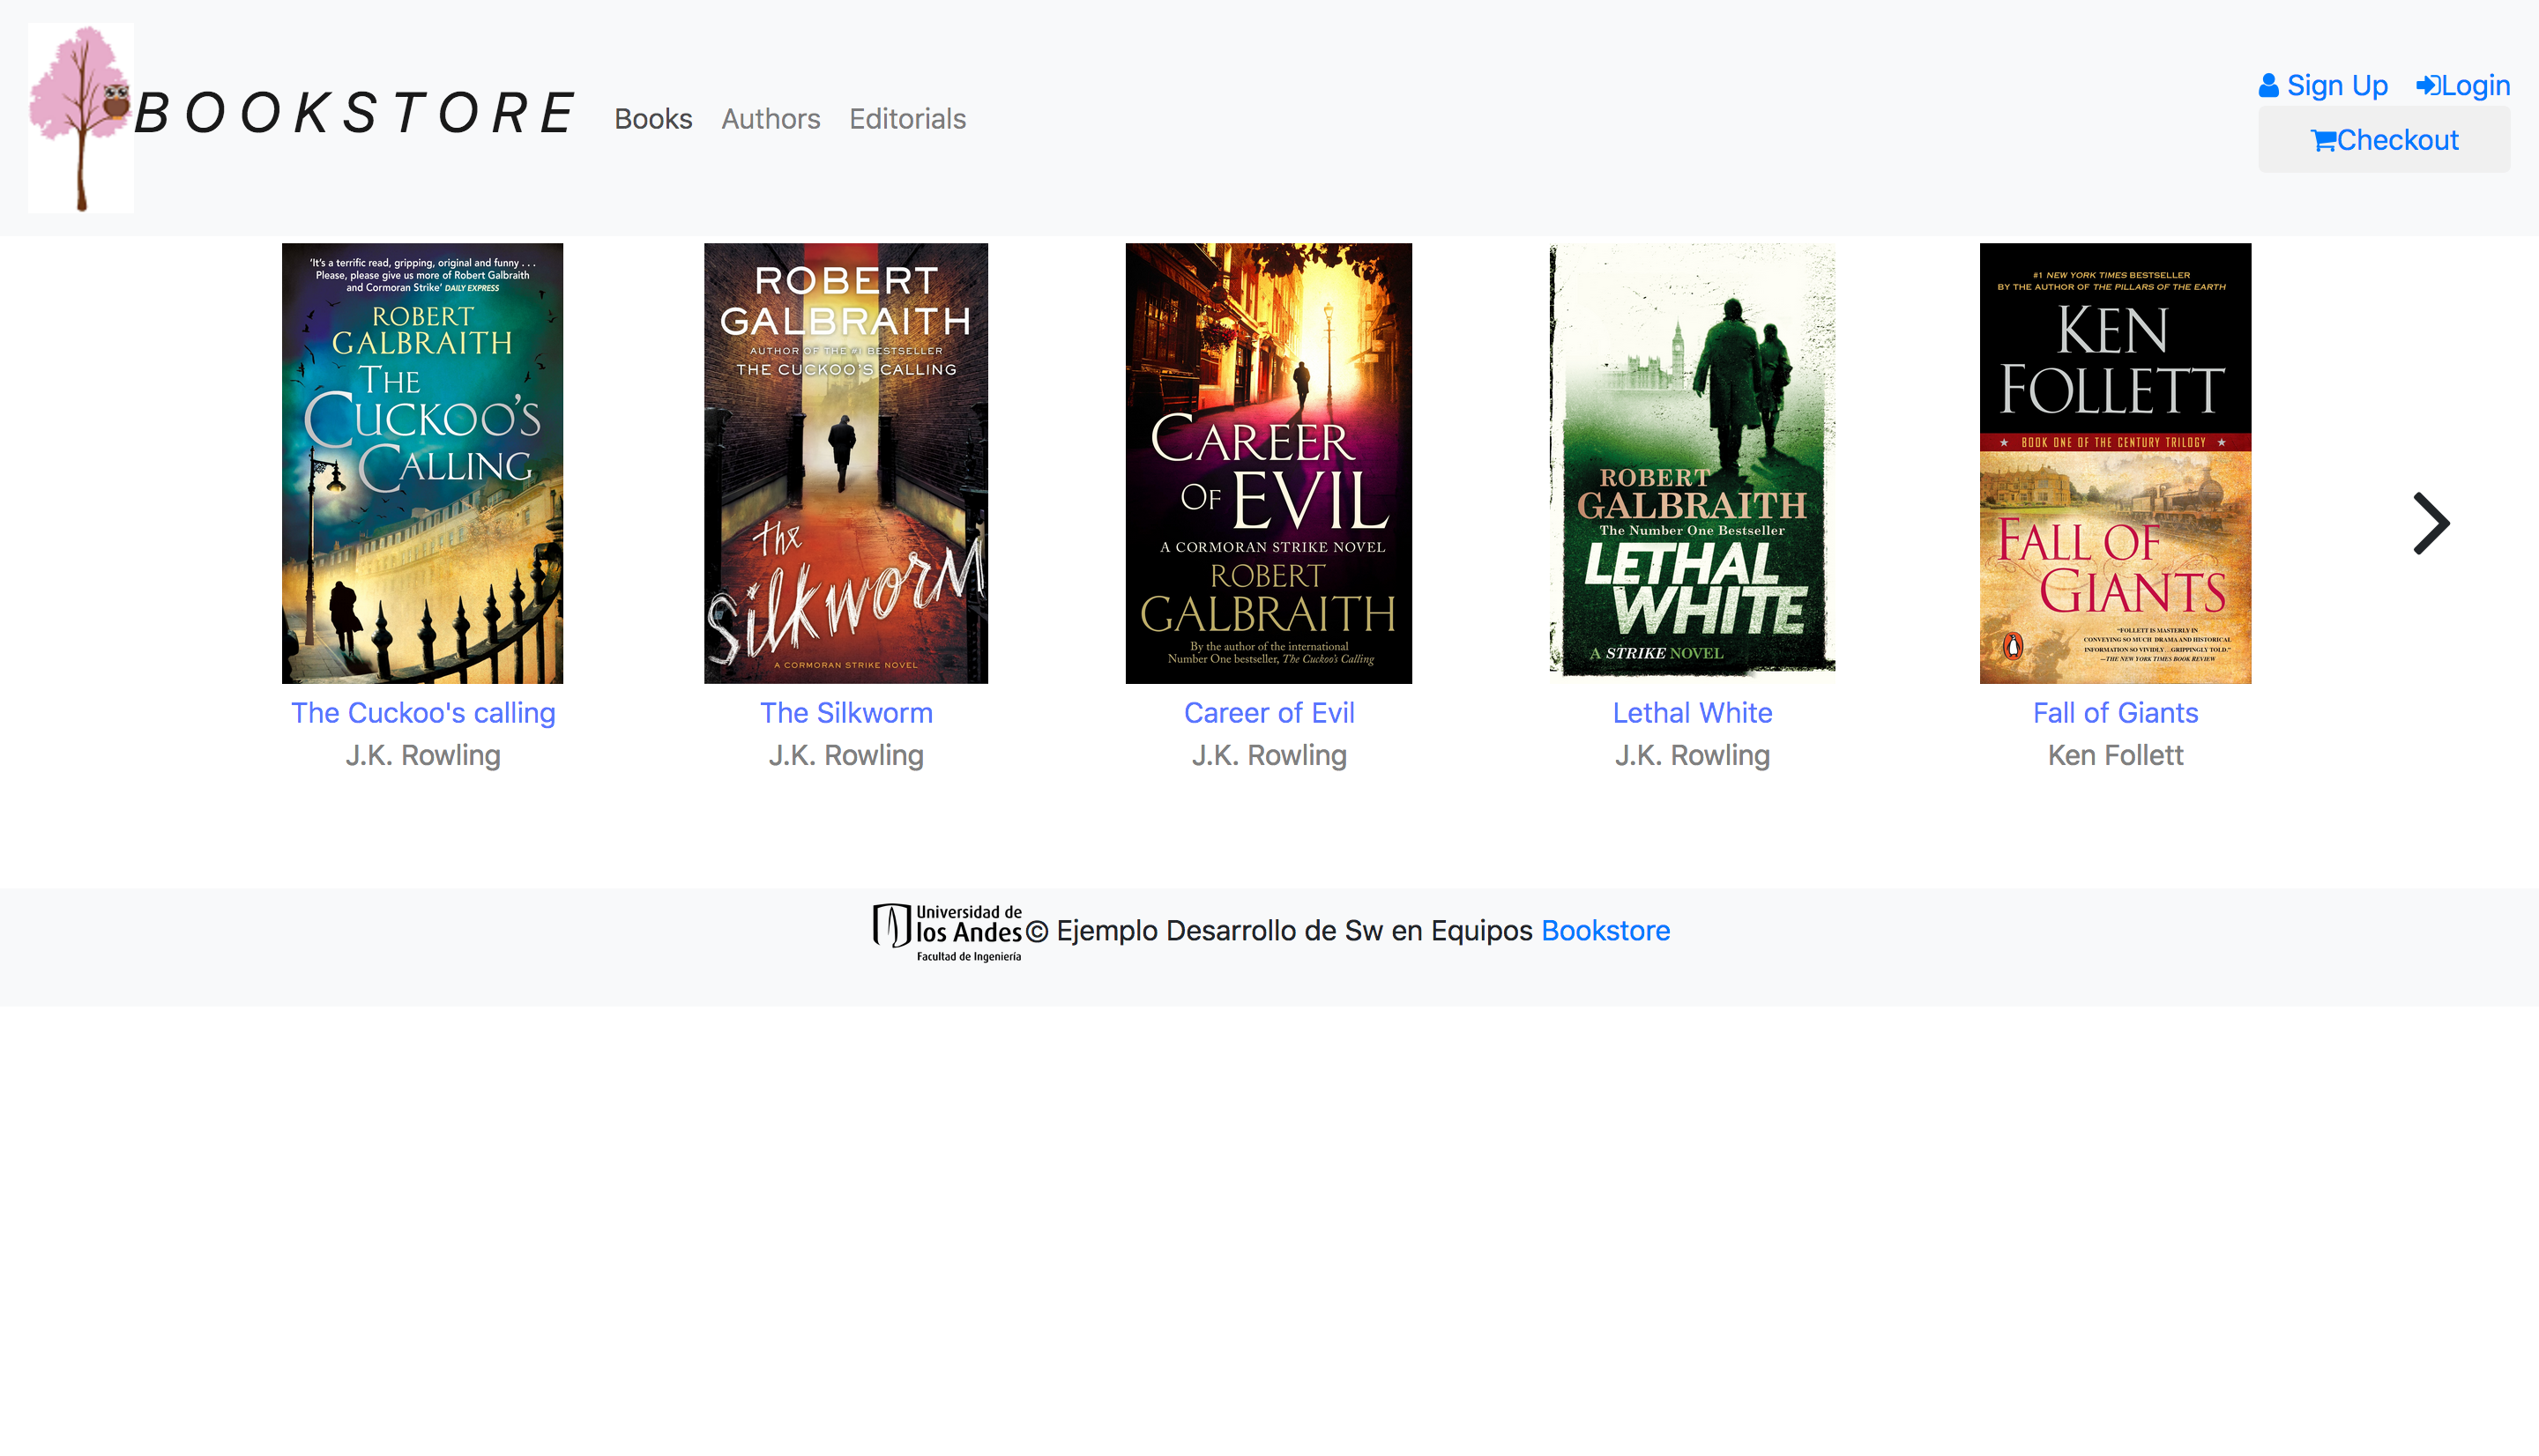 BOOKSTORE
Books
Authors
Editorials
Sign Up
Login
Checkout
'It's a terrific read, gripping, original and funny . . .
Please, please give us more of Robert Galbraith
and Cormoran Strike' DAILY EXPRESS
ROBERT
GALBRAITH
THE
CUCKOO'S
CALLING
The Cuckoo's calling
J.K. Rowling
ROBERT
GALBRAITH
AUTHOR OF THE #1 BESTSELLER
THE CUCKOO'S CALLING
the
Silkworm
A CORMORAN STRIKE NOVEL
The Silkworm
J.K. Rowling
CAREER
OF EVIL
A CORMORAN STRIKE NOVEL
ROBERT
GALBRAITH
By the author of the international
Number One bestseller, The Cuckoo's Calling
Career of Evil
J.K. Rowling
ROBERT
GALBRAITH
The Number One Bestseller
LETHAL
WHITE
A STRIKE NOVEL
Lethal White
J.K. Rowling
#1 NEW YORK TIMES BESTSELLER
BY THE AUTHOR OF THE PILLARS OF THE EARTH
KEN
FOLLETT
★ BOOK ONE OF THE CENTURY TRILOGY ★
FALL OF
GIANTS
"FOLLETT IS MASTERLY IN
CONVEYING SO MUCH DRAMA AND HISTORICAL
INFORMATION SO VIVIDLY...GRIPPINGLY TOLD."
—THE NEW YORK TIMES BOOK REVIEW
Fall of Giants
Ken Follett
Universidad de
los Andes
Facultad de Ingeniería
© Ejemplo Desarrollo de Sw en Equipos Bookstore